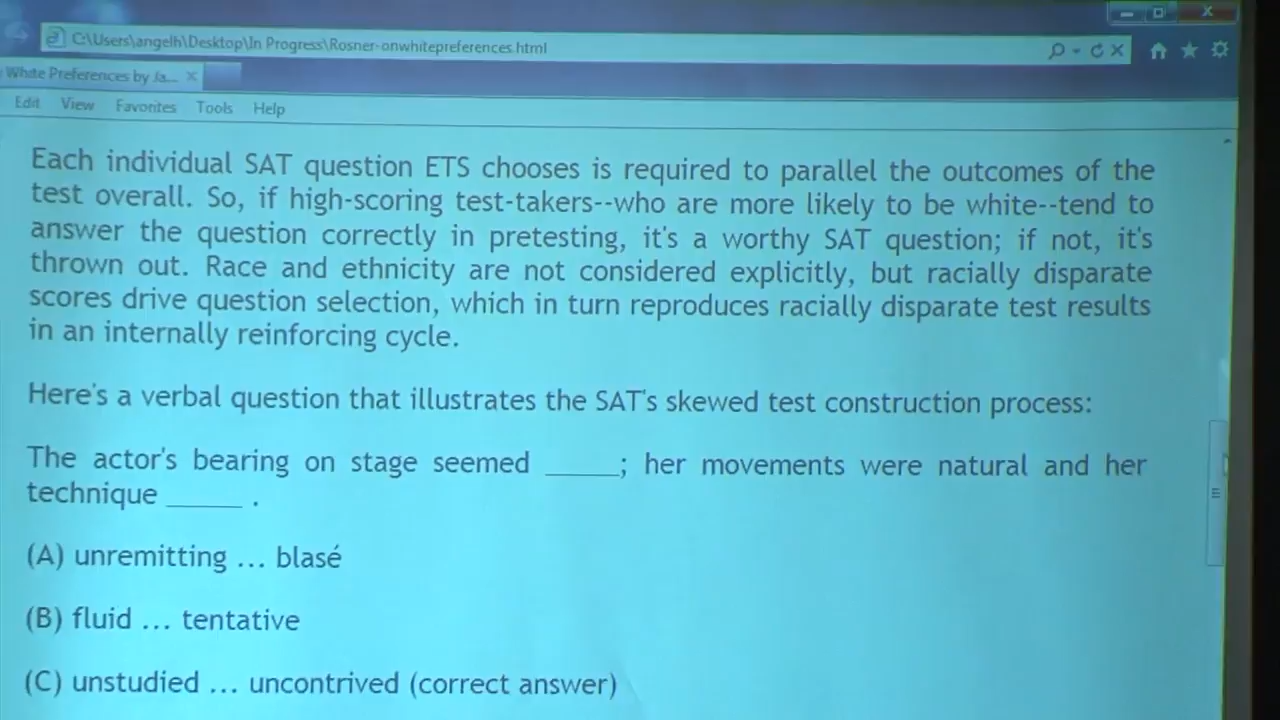 C:\Users\angelh\Desktop\In Progress\Rosner-onwhitepreferences.html
White Preferences by Ja...
Edit View Favorites Tools Help
Each individual SAT question ETS chooses is required to parallel the outcomes of the
test overall. So, if high-scoring test-takers--who are more likely to be white--tend to
answer the question correctly in pretesting, it's a worthy SAT question; if not, it's
thrown out. Race and ethnicity are not considered explicitly, but racially disparate
scores drive question selection, which in turn reproduces racially disparate test results
in an internally reinforcing cycle.
Here's a verbal question that illustrates the SAT's skewed test construction process:
The actor's bearing on stage seemed _____; her movements were natural and her
technique _____ .
(A) unremitting ... blasé
(B) fluid ... tentative
(C) unstudied ... uncontrived (correct answer)